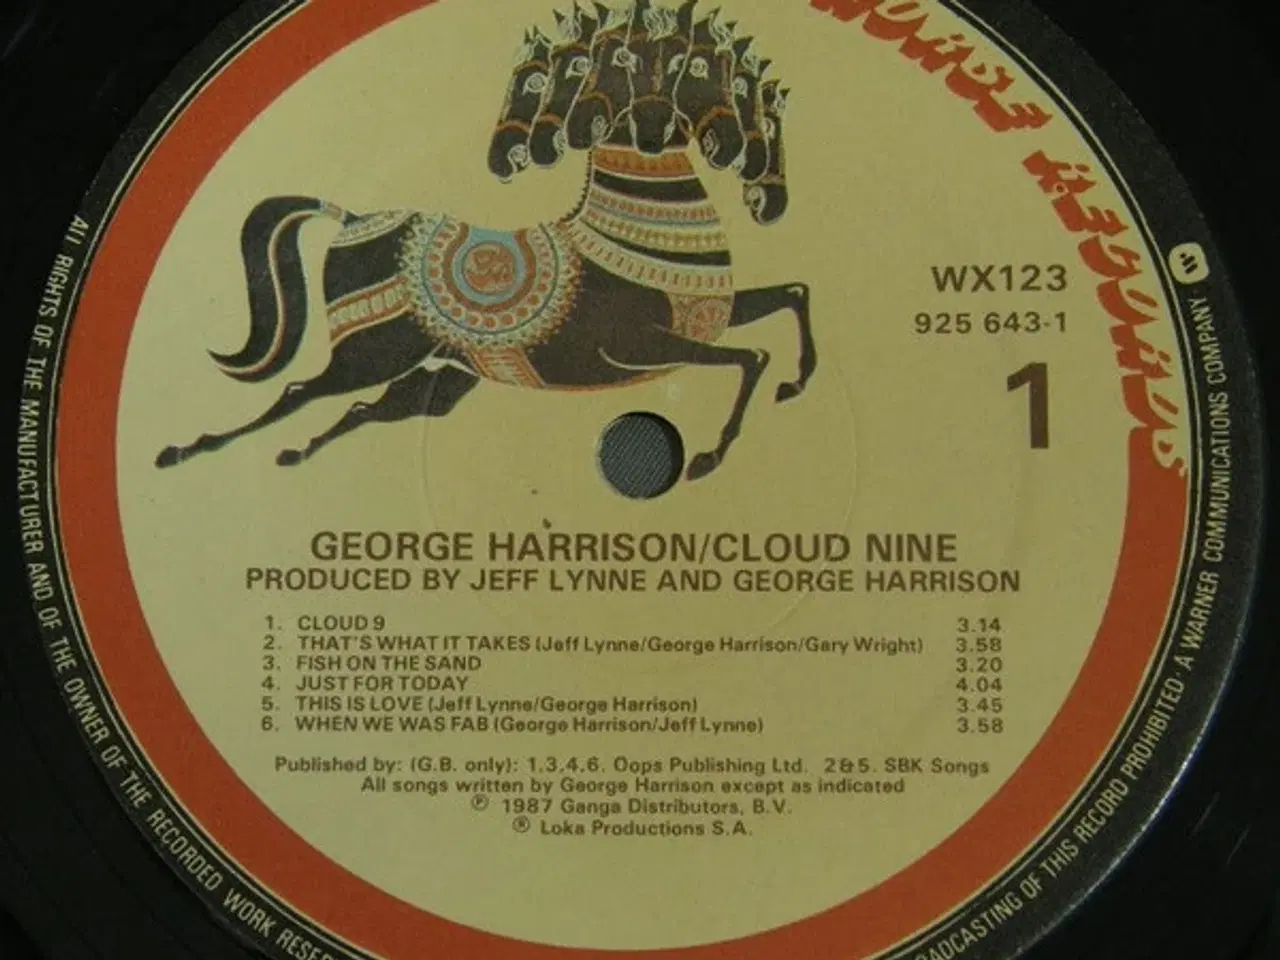 WX123
925 643-1
1
GEORGE HARRISON/CLOUD NINE
PRODUCED BY JEFF LYNNE AND GEORGE HARRISON
1. CLOUD 9 3.14
2. THAT'S WHAT IT TAKES (Jeff Lynne/George Harrison/Gary Wright) 3.58
3. FISH ON THE SAND 3.20
4. JUST FOR TODAY 4.04
5. THIS IS LOVE (Jeff Lynne/George Harrison) 3.45
6. WHEN WE WAS FAB (George Harrison/Jeff Lynne) 3.58
Published by: (G.B. only): 1,3,4,6. Oops Publishing Ltd. 2&5. SBK Songs
All songs written by George Harrison except as indicated
Ⓟ 1987 Ganga Distributors, B.V.
® Loka Productions S.A.
All RIGHTS OF THE MANUFACTURER AND OF THE OWNER OF THE RECORDED WORK RESER
ADCASTING OF THIS RECORD PROHIBITED · A WARNER COMMUNICATIONS COMPANY